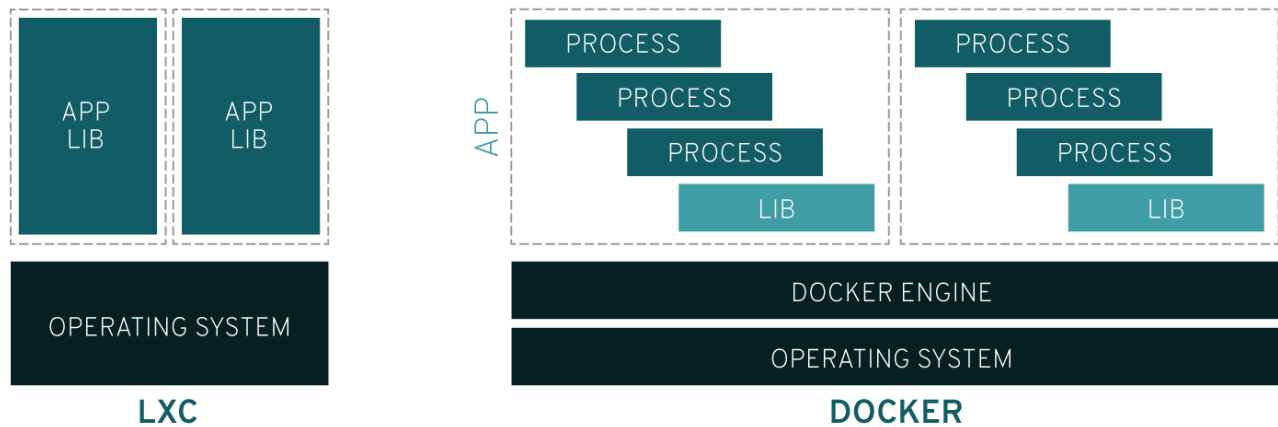 APP
LIB
APP
LIB
OPERATING SYSTEM
LXC
APP
PROCESS
PROCESS
PROCESS
LIB
PROCESS
PROCESS
PROCESS
LIB
DOCKER ENGINE
OPERATING SYSTEM
DOCKER